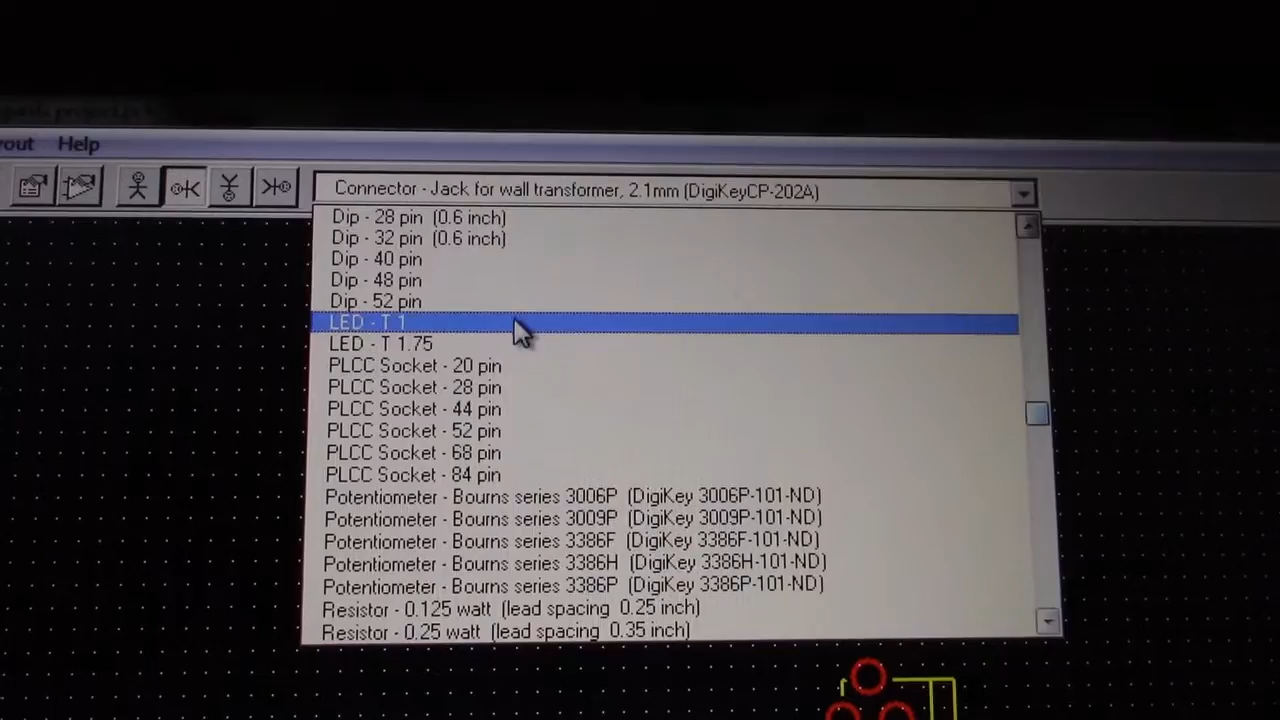 Help
Connector - Jack for wall transformer, 2.1mm (DigiKeyCP-202A)
Dip - 28 pin (0.6 inch)
Dip - 32 pin (0.6 inch)
Dip - 40 pin
Dip - 48 pin
Dip - 52 pin
LED - T 1
LED - T 1.75
PLCC Socket - 20 pin
PLCC Socket - 28 pin
PLCC Socket - 44 pin
PLCC Socket - 52 pin
PLCC Socket - 68 pin
PLCC Socket - 84 pin
Potentiometer - Bourns series 3006P (DigiKey 3006P-101-ND)
Potentiometer - Bourns series 3009P (DigiKey 3009P-101-ND)
Potentiometer - Bourns series 3386F (DigiKey 3386F-101-ND)
Potentiometer - Bourns series 3386H (DigiKey 3386H-101-ND)
Potentiometer - Bourns series 3386P (DigiKey 3386P-101-ND)
Resistor - 0.125 watt (lead spacing 0.25 inch)
Resistor - 0.25 watt (lead spacing 0.35 inch)